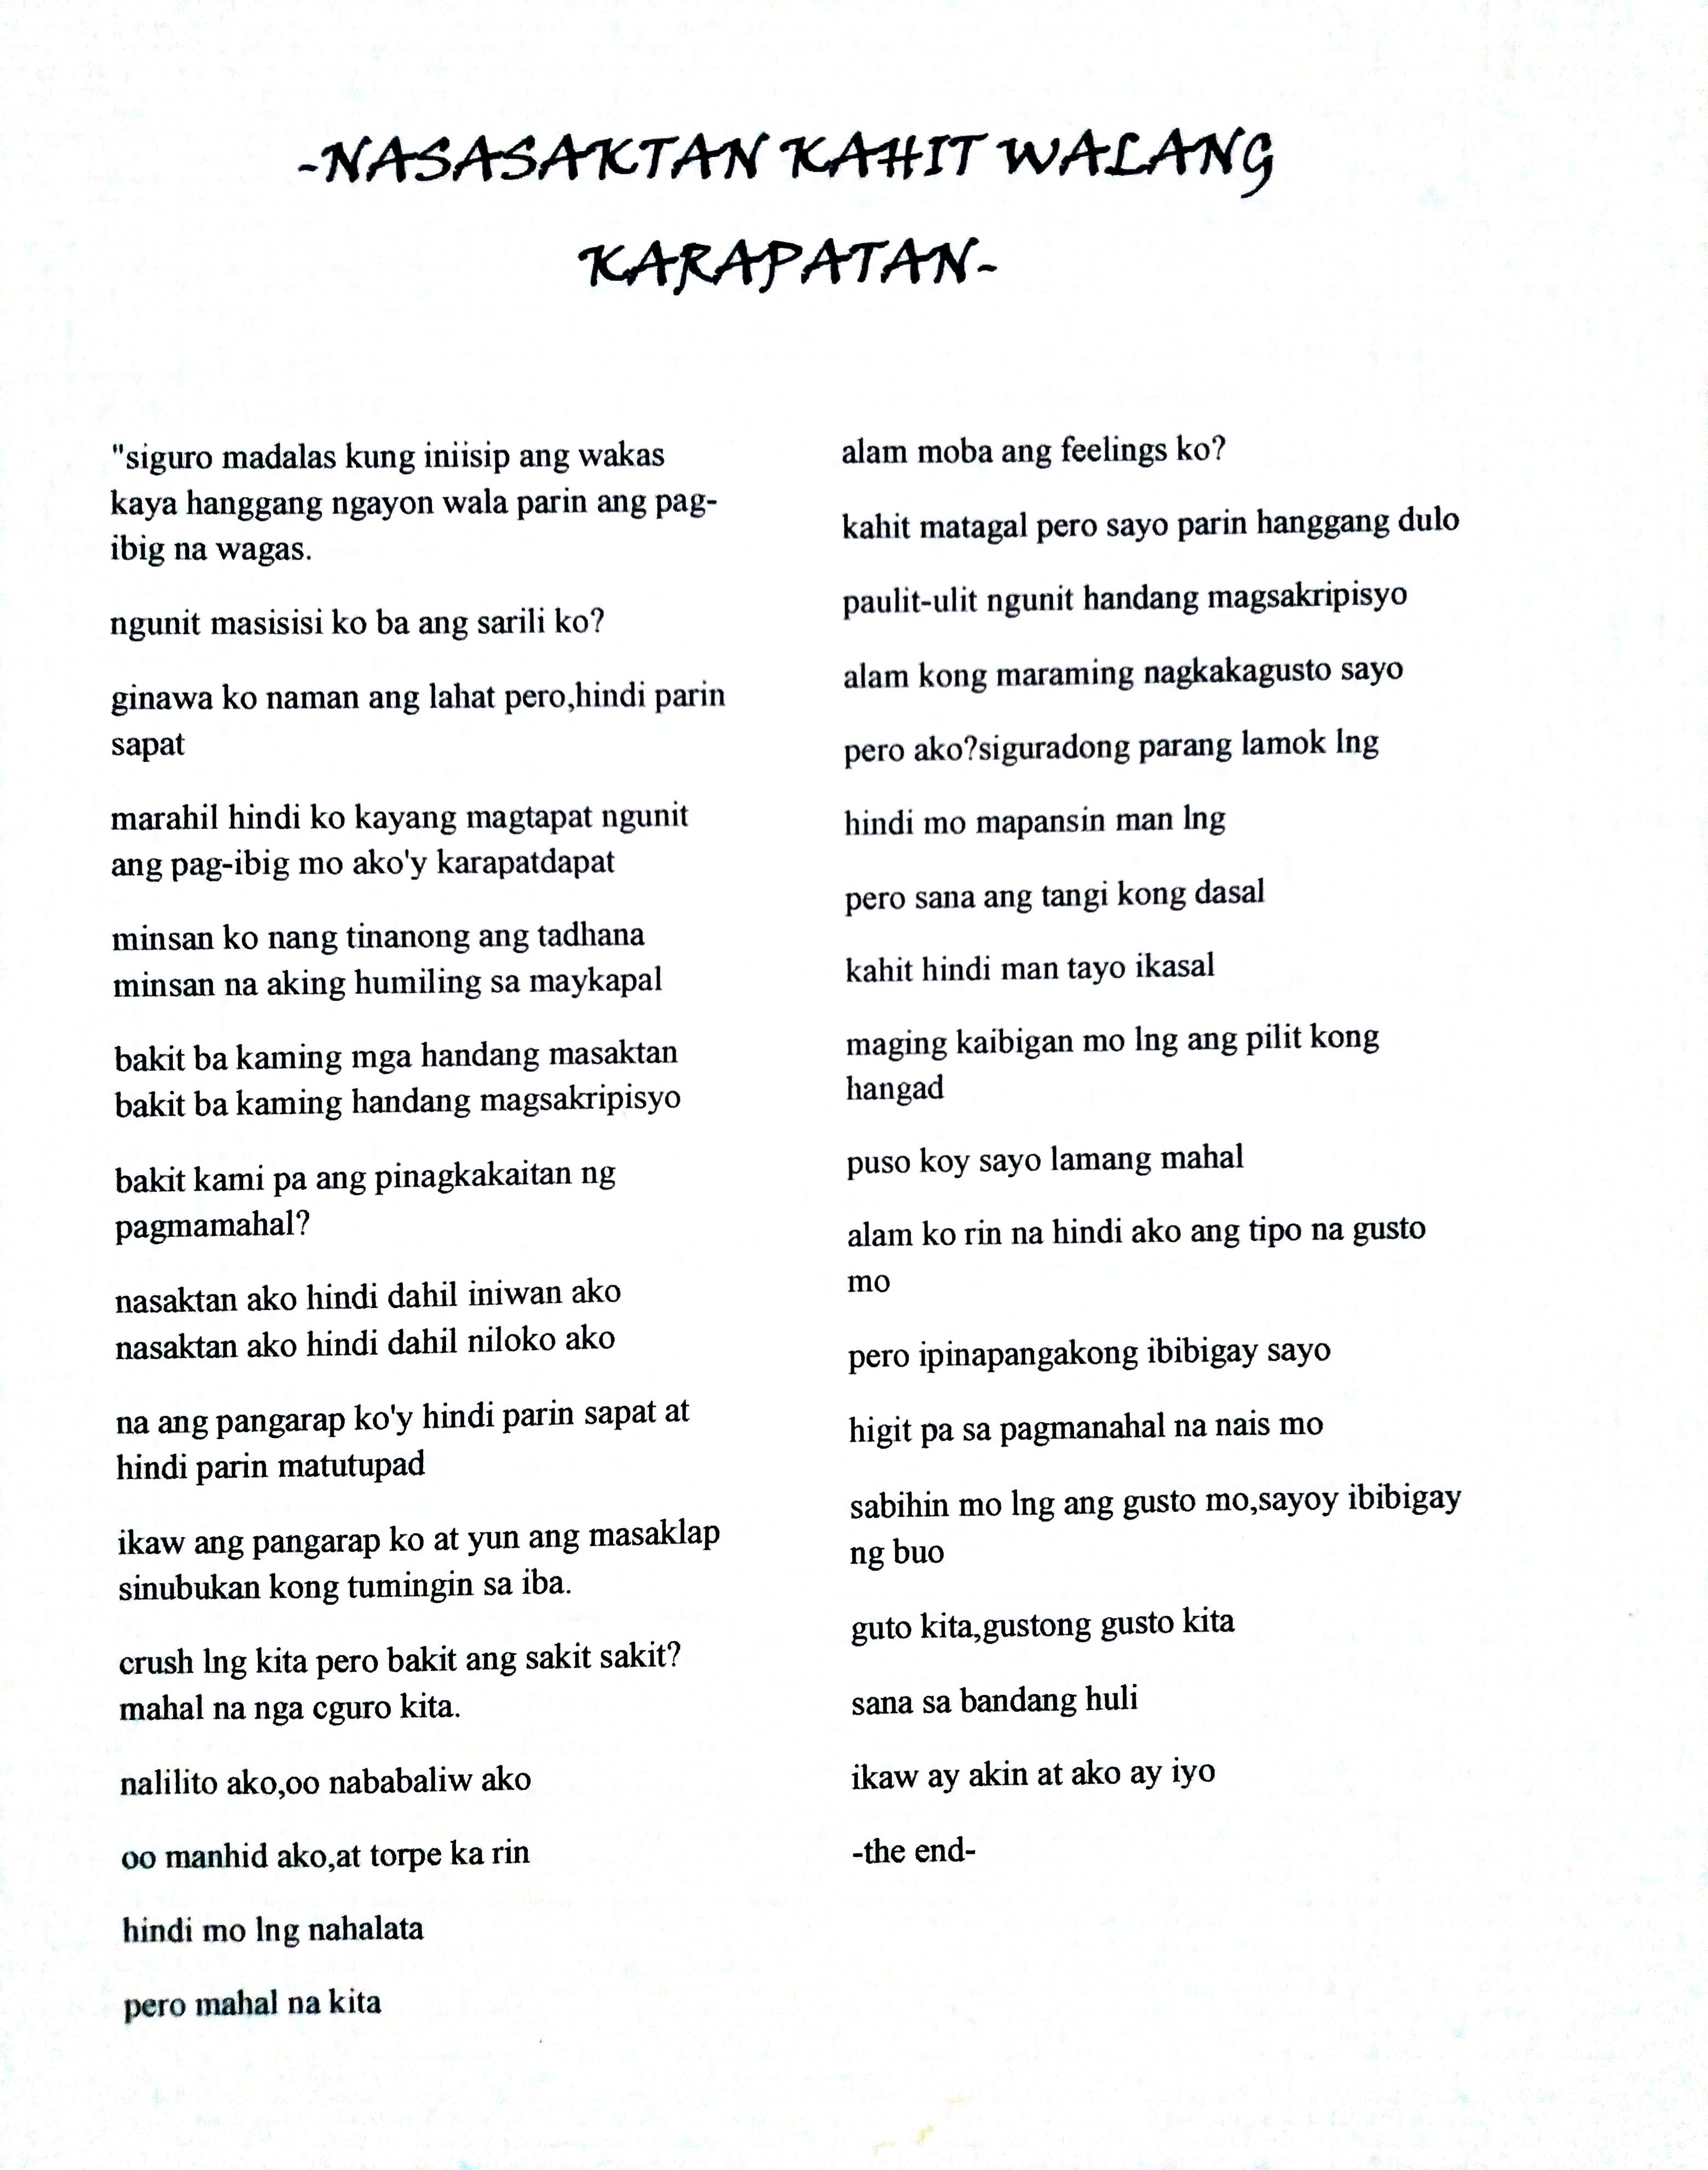 -NASASAKTAN KAHIT WALANG
KARAPATAN-
"siguro madalas kung iniisip ang wakas
kaya hanggang ngayon wala parin ang pag-
ibig na wagas.
ngunit masisisi ko ba ang sarili ko?
ginawa ko naman ang lahat pero,hindi parin
sapat
marahil hindi ko kayang magtapat ngunit
ang pag-ibig mo ako'y karapatdapat
minsan ko nang tinanong ang tadhana
minsan na aking humiling sa maykapal
bakit ba kaming mga handang masaktan
bakit ba kaming handang magsakripisyo
bakit kami pa ang pinagkakaitan ng
pagmamahal?
nasaktan ako hindi dahil iniwan ako
nasaktan ako hindi dahil niloko ako
na ang pangarap ko'y hindi parin sapat at
hindi parin matutupad
ikaw ang pangarap ko at yun ang masaklap
sinubukan kong tumingin sa iba.
crush lng kita pero bakit ang sakit sakit?
mahal na nga cguro kita.
nalilito ako,oo nababaliw ako
oo manhid ako,at torpe ka rin
hindi mo lng nahalata
pero mahal na kita
alam moba ang feelings ko?
kahit matagal pero sayo parin hanggang dulo
paulit-ulit ngunit handang magsakripisyo
alam kong maraming nagkakagusto sayo
pero ako?siguradong parang lamok lng
hindi mo mapansin man lng
pero sana ang tangi kong dasal
kahit hindi man tayo ikasal
maging kaibigan mo lng ang pilit kong
hangad
puso koy sayo lamang mahal
alam ko rin na hindi ako ang tipo na gusto
mo
pero ipinapangakong ibibigay sayo
higit pa sa pagmanahal na nais mo
sabihin mo lng ang gusto mo,sayoy ibibigay
ng buo
guto kita,gustong gusto kita
sana sa bandang huli
ikaw ay akin at ako ay iyo
-the end-